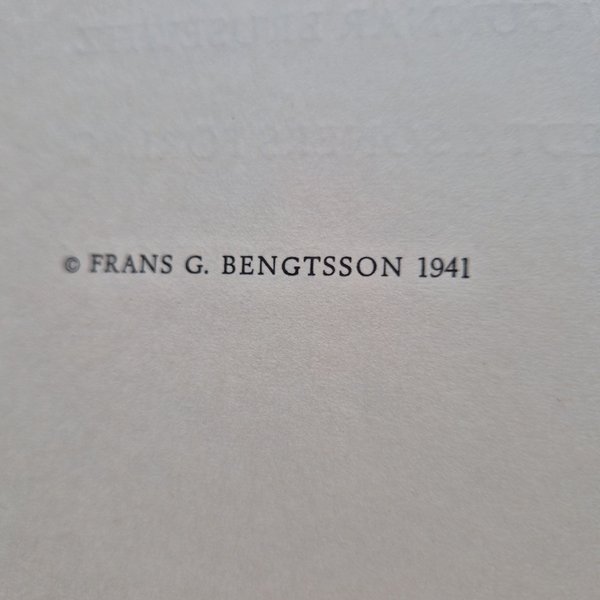 © FRANS G. BENGTSSON 1941